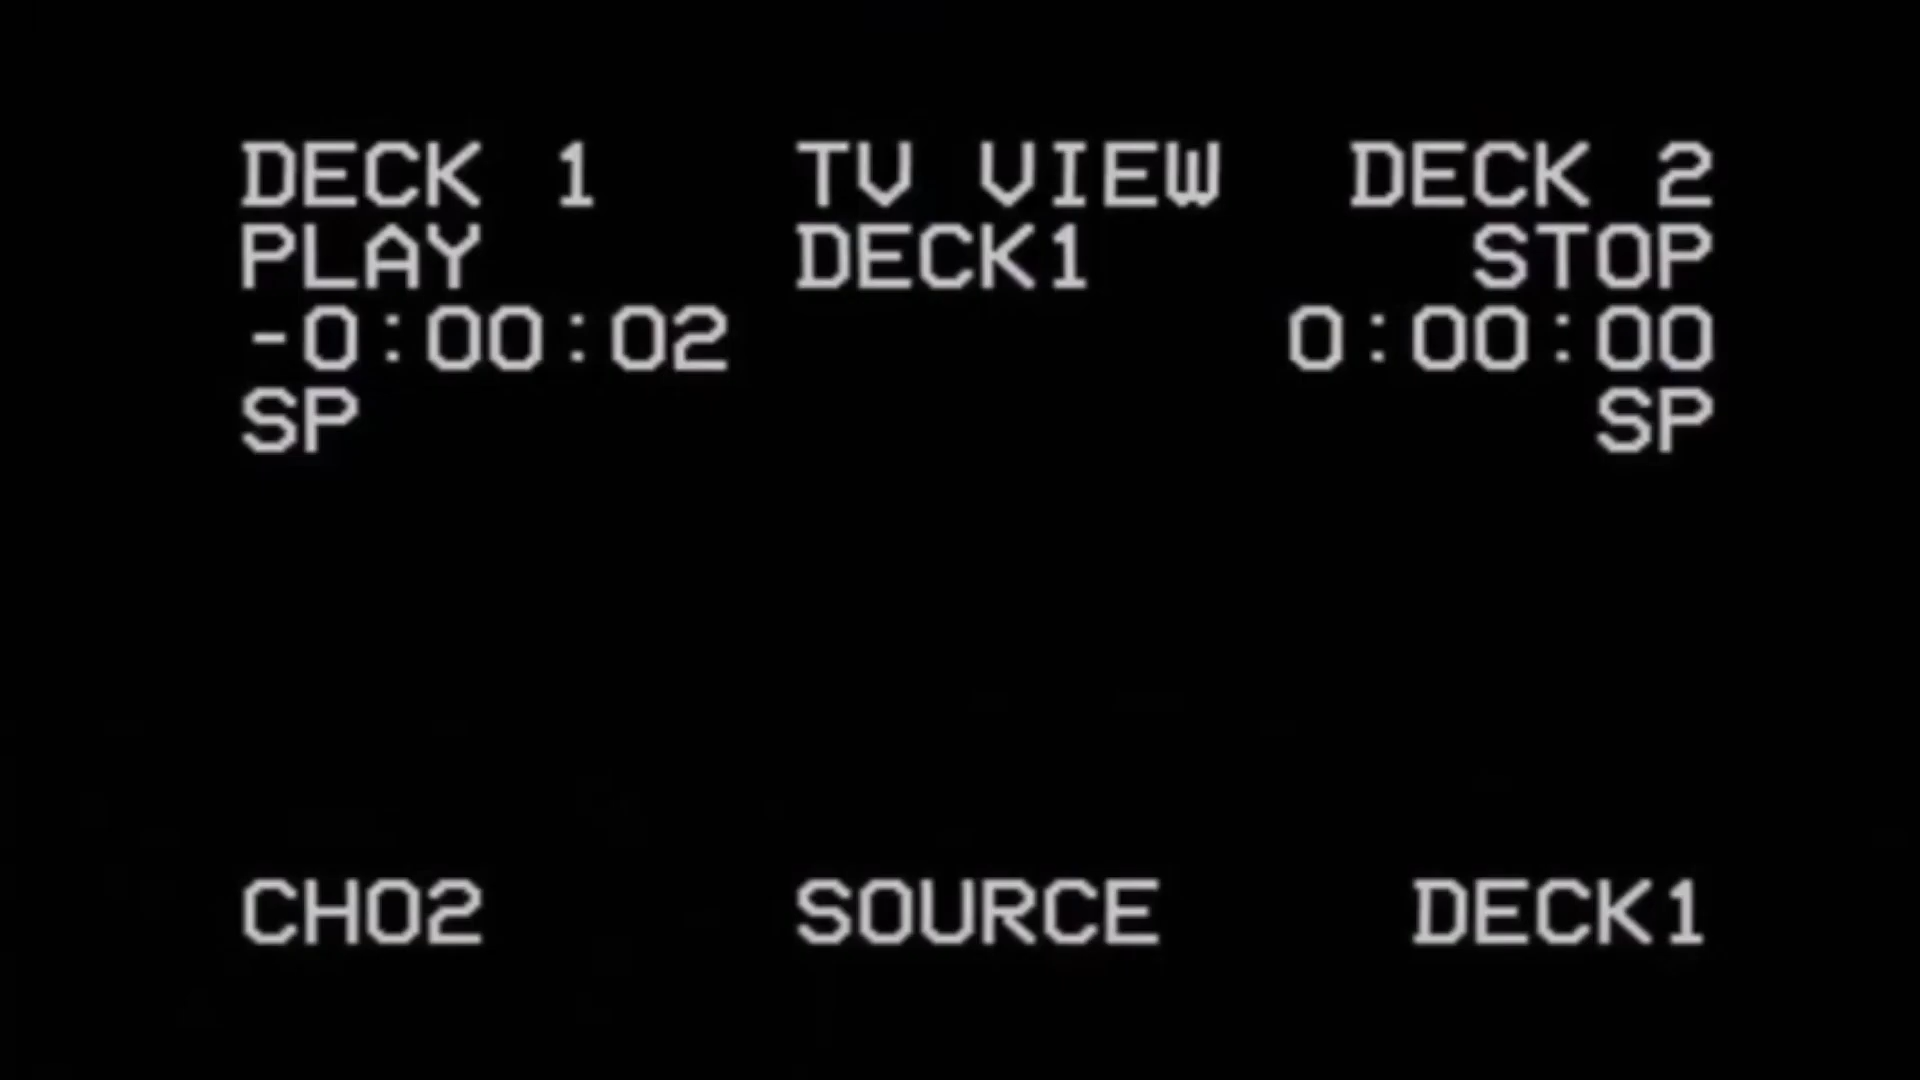 DECK 1 TV VIEW DECK 2
PLAY DECK1 STOP
-0:00:02 0:00:00
SP SP
CH02 SOURCE DECK1